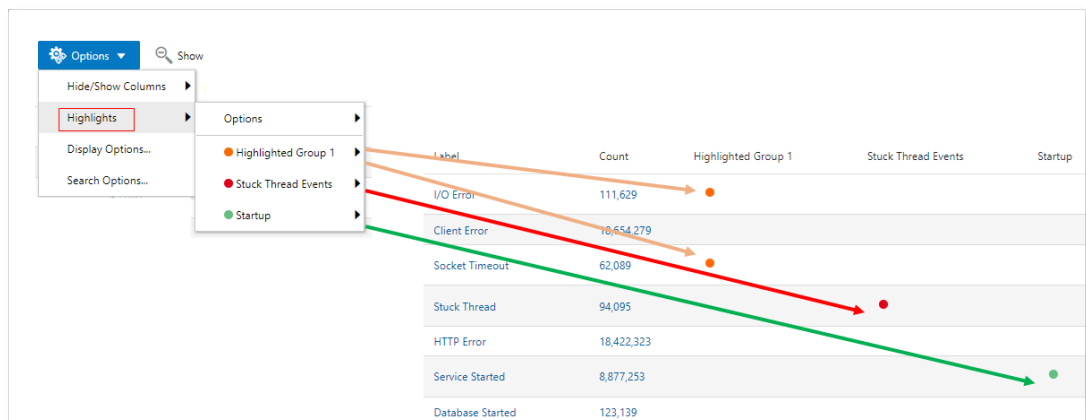 Options Show
Hide/Show Columns
Highlights
Display Options...
Search Options...
Options
Highlighted Group 1
Stuck Thread Events
Startup
Label Count Highlighted Group 1 Stuck Thread Events Startup
I/O Error 111,629
Client Error 18,654,279
Socket Timeout 62,089
Stuck Thread 94,095
HTTP Error 18,422,323
Service Started 8,877,253
Database Started 123,139